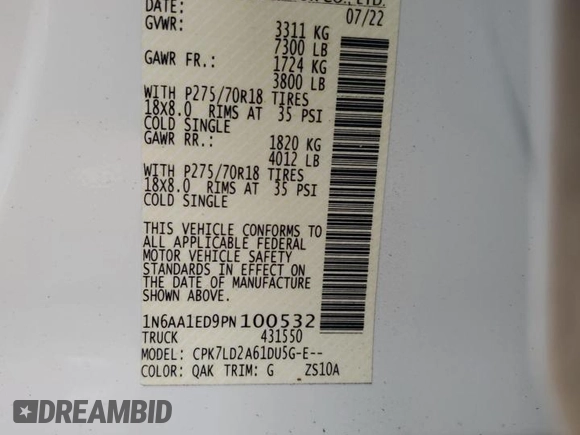 CO., LTD.
DATE: 07/22
GVWR: 3311 KG
7300 LB
GAWR FR.: 1724 KG
3800 LB
WITH P275/70R18 TIRES
18X8.0 RIMS AT 35 PSI
COLD SINGLE
GAWR RR.: 1820 KG
4012 LB
WITH P275/70R18 TIRES
18X8.0 RIMS AT 35 PSI
COLD SINGLE
THIS VEHICLE CONFORMS TO
ALL APPLICABLE FEDERAL
MOTOR VEHICLE SAFETY
STANDARDS IN EFFECT ON
THE DATE OF MANUFACTURE
SHOWN ABOVE.
1N6AA1ED9PN100532
TRUCK 431550
MODEL: CPK7LD2A61DU5G-E--
COLOR: QAK TRIM: G ZS10A
DREAMBID